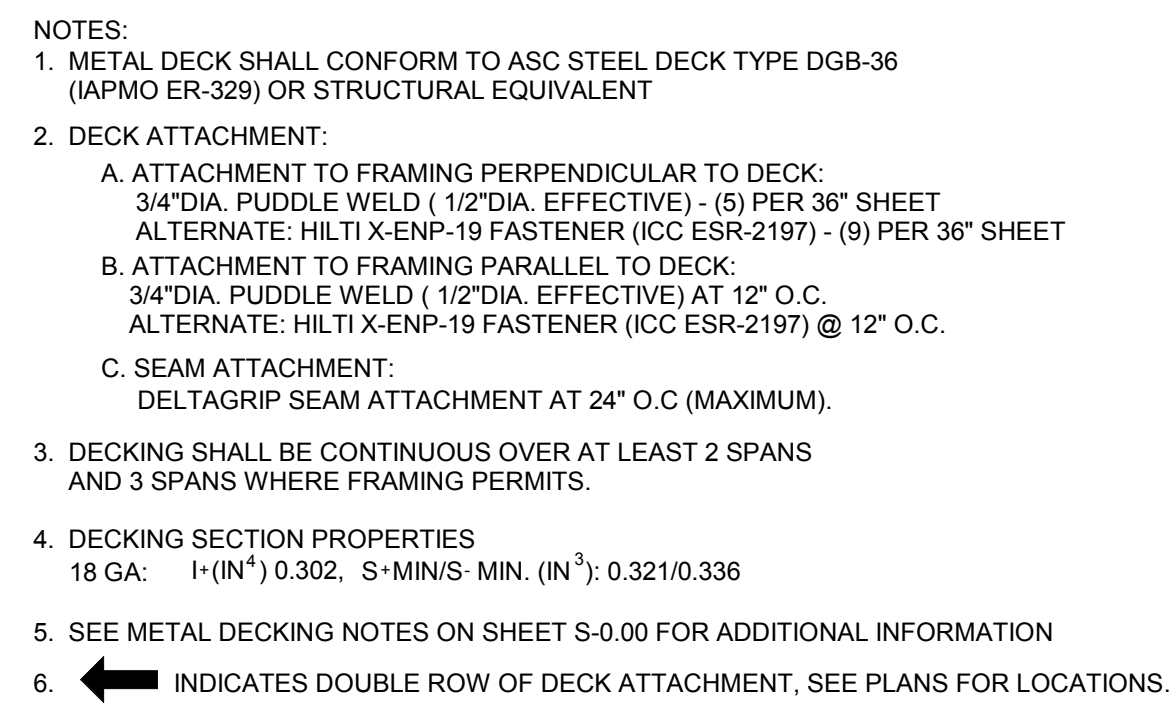 NOTES:
1. METAL DECK SHALL CONFORM TO ASC STEEL DECK TYPE DGB-36
(IAPMO ER-329) OR STRUCTURAL EQUIVALENT
2. DECK ATTACHMENT:
A. ATTACHMENT TO FRAMING PERPENDICULAR TO DECK:
3/4"DIA. PUDDLE WELD ( 1/2"DIA. EFFECTIVE) - (5) PER 36" SHEET
ALTERNATE: HILTI X-ENP-19 FASTENER (ICC ESR-2197) - (9) PER 36" SHEET
B. ATTACHMENT TO FRAMING PARALLEL TO DECK:
3/4"DIA. PUDDLE WELD ( 1/2"DIA. EFFECTIVE) AT 12" O.C.
ALTERNATE: HILTI X-ENP-19 FASTENER (ICC ESR-2197) @ 12" O.C.
C. SEAM ATTACHMENT:
DELTAGRIP SEAM ATTACHMENT AT 24" O.C (MAXIMUM).
3. DECKING SHALL BE CONTINUOUS OVER AT LEAST 2 SPANS
AND 3 SPANS WHERE FRAMING PERMITS.
4. DECKING SECTION PROPERTIES
18 GA: I+(IN⁴) 0.302, S+MIN/S- MIN. (IN³): 0.321/0.336
5. SEE METAL DECKING NOTES ON SHEET S-0.00 FOR ADDITIONAL INFORMATION
6. INDICATES DOUBLE ROW OF DECK ATTACHMENT, SEE PLANS FOR LOCATIONS.